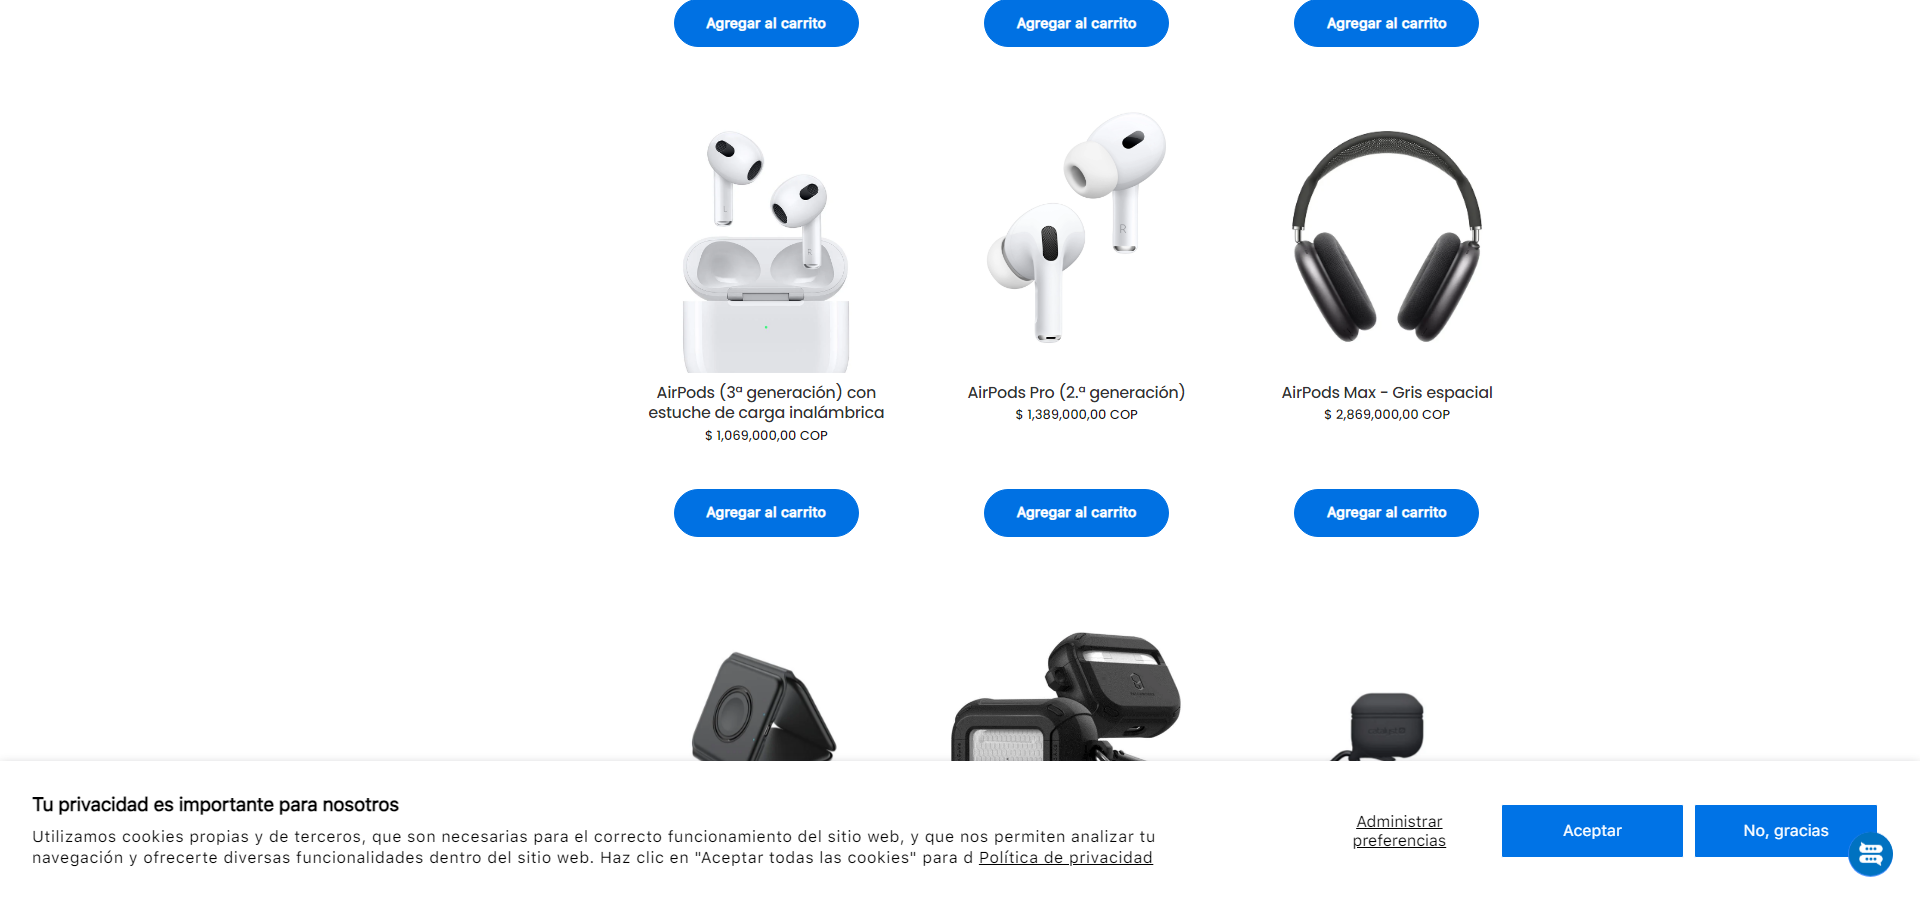 Agregar al carrito
Agregar al carrito
Agregar al carrito
R
AirPods (3ª generación) con
estuche de carga inalámbrica
$ 1,069,000,00 COP
AirPods Pro (2.ª generación)
$ 1,389,000,00 COP
AirPods Max - Gris espacial
$ 2,869,000,00 COP
Agregar al carrito
Agregar al carrito
Agregar al carrito
Tu privacidad es importante para nosotros
Utilizamos cookies propias y de terceros, que son necesarias para el correcto funcionamiento del sitio web, y que nos permiten analizar tu
navegación y ofrecerte diversas funcionalidades dentro del sitio web. Haz clic en "Aceptar todas las cookies" para d Política de privacidad
Administrar
preferencias
Aceptar
No, gracias